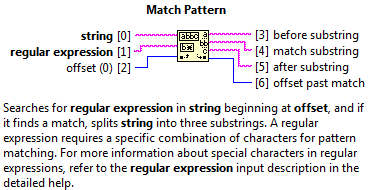 Match Pattern
string [0]
regular expression [1]
offset (0) [2]
[3] before substring
[4] match substring
[5] after substring
[6] offset past match
Searches for regular expression in string beginning at offset, and if
it finds a match, splits string into three substrings. A regular
expression requires a specific combination of characters for pattern
matching. For more information about special characters in regular
expressions, refer to the regular expression input description in the
detailed help.